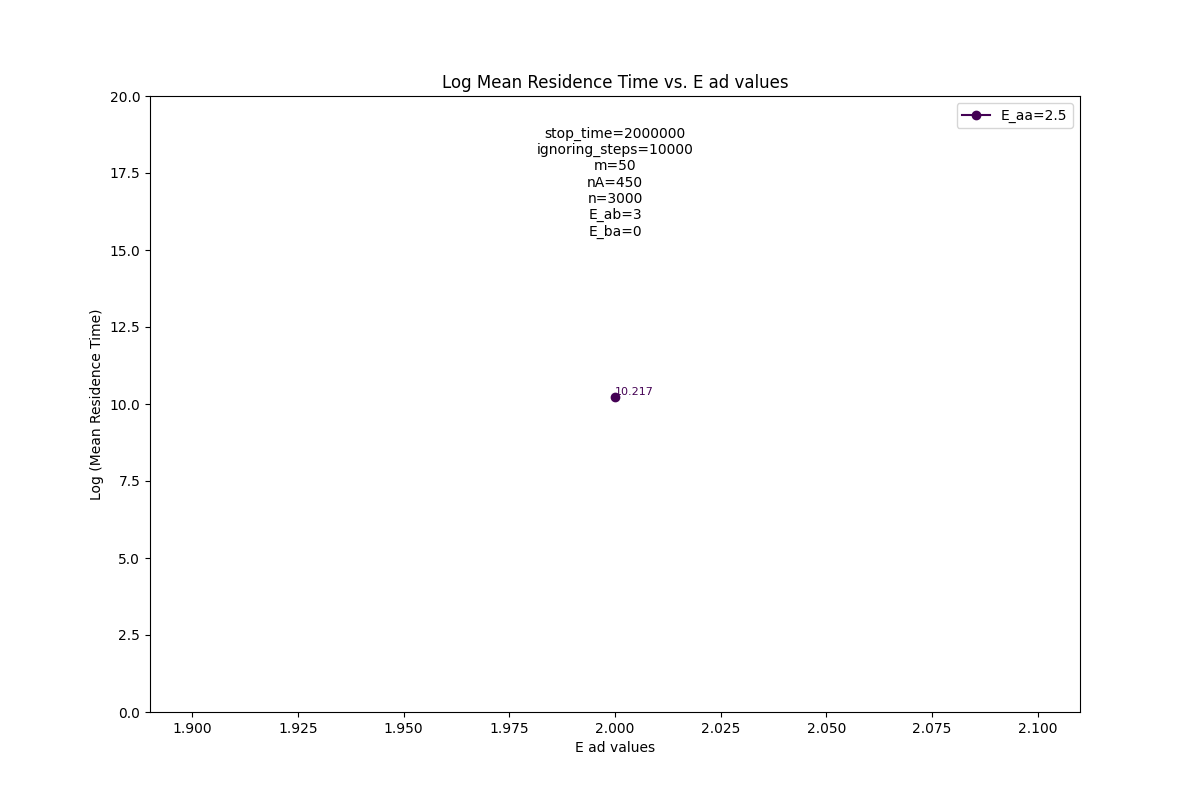 Log Mean Residence Time vs. E ad values
E_aa=2.5
stop_time=2000000
ignoring_steps=10000
m=50
nA=450
n=3000
E_ab=3
E_ba=0
10.217
Log (Mean Residence Time)
20.0
17.5
15.0
12.5
10.0
7.5
5.0
2.5
0.0
1.900 1.925 1.950 1.975 2.000 2.025 2.050 2.075 2.100
E ad values